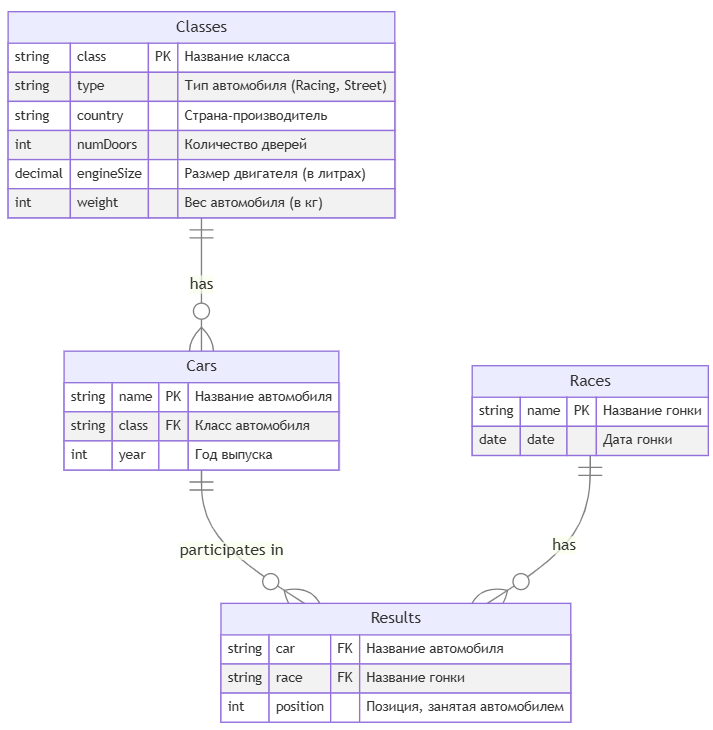 Classes
string class PK Название класса
string type Тип автомобиля (Racing, Street)
string country Страна-производитель
int numDoors Количество дверей
decimal engineSize Размер двигателя (в литрах)
int weight Вес автомобиля (в кг)
has
Cars
string name PK Название автомобиля
string class FK Класс автомобиля
int year Год выпуска
Races
string name PK Название гонки
date date Дата гонки
participates in
has
Results
string car FK Название автомобиля
string race FK Название гонки
int position Позиция, занятая автомобилем